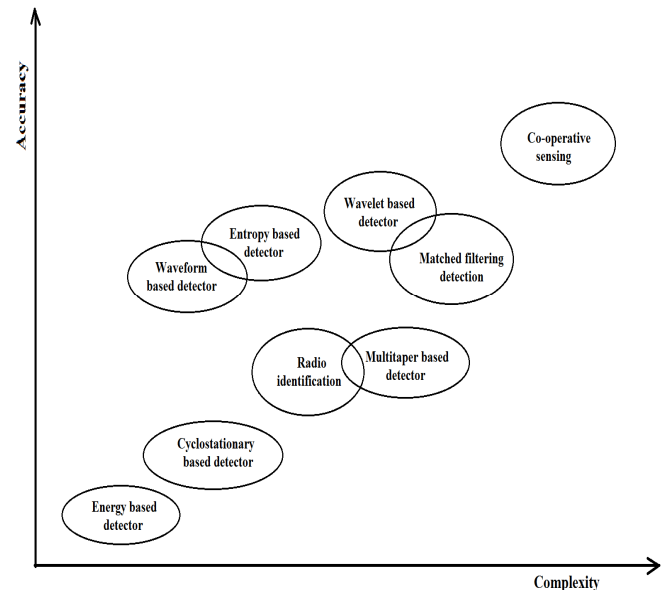 Accuracy
Co-operative
sensing
Wavelet based
detector
Entropy based
detector
Matched filtering
detection
Waveform
based detector
Radio
identification
Multitaper based
detector
Cyclostationary
based detector
Energy based
detector
Complexity